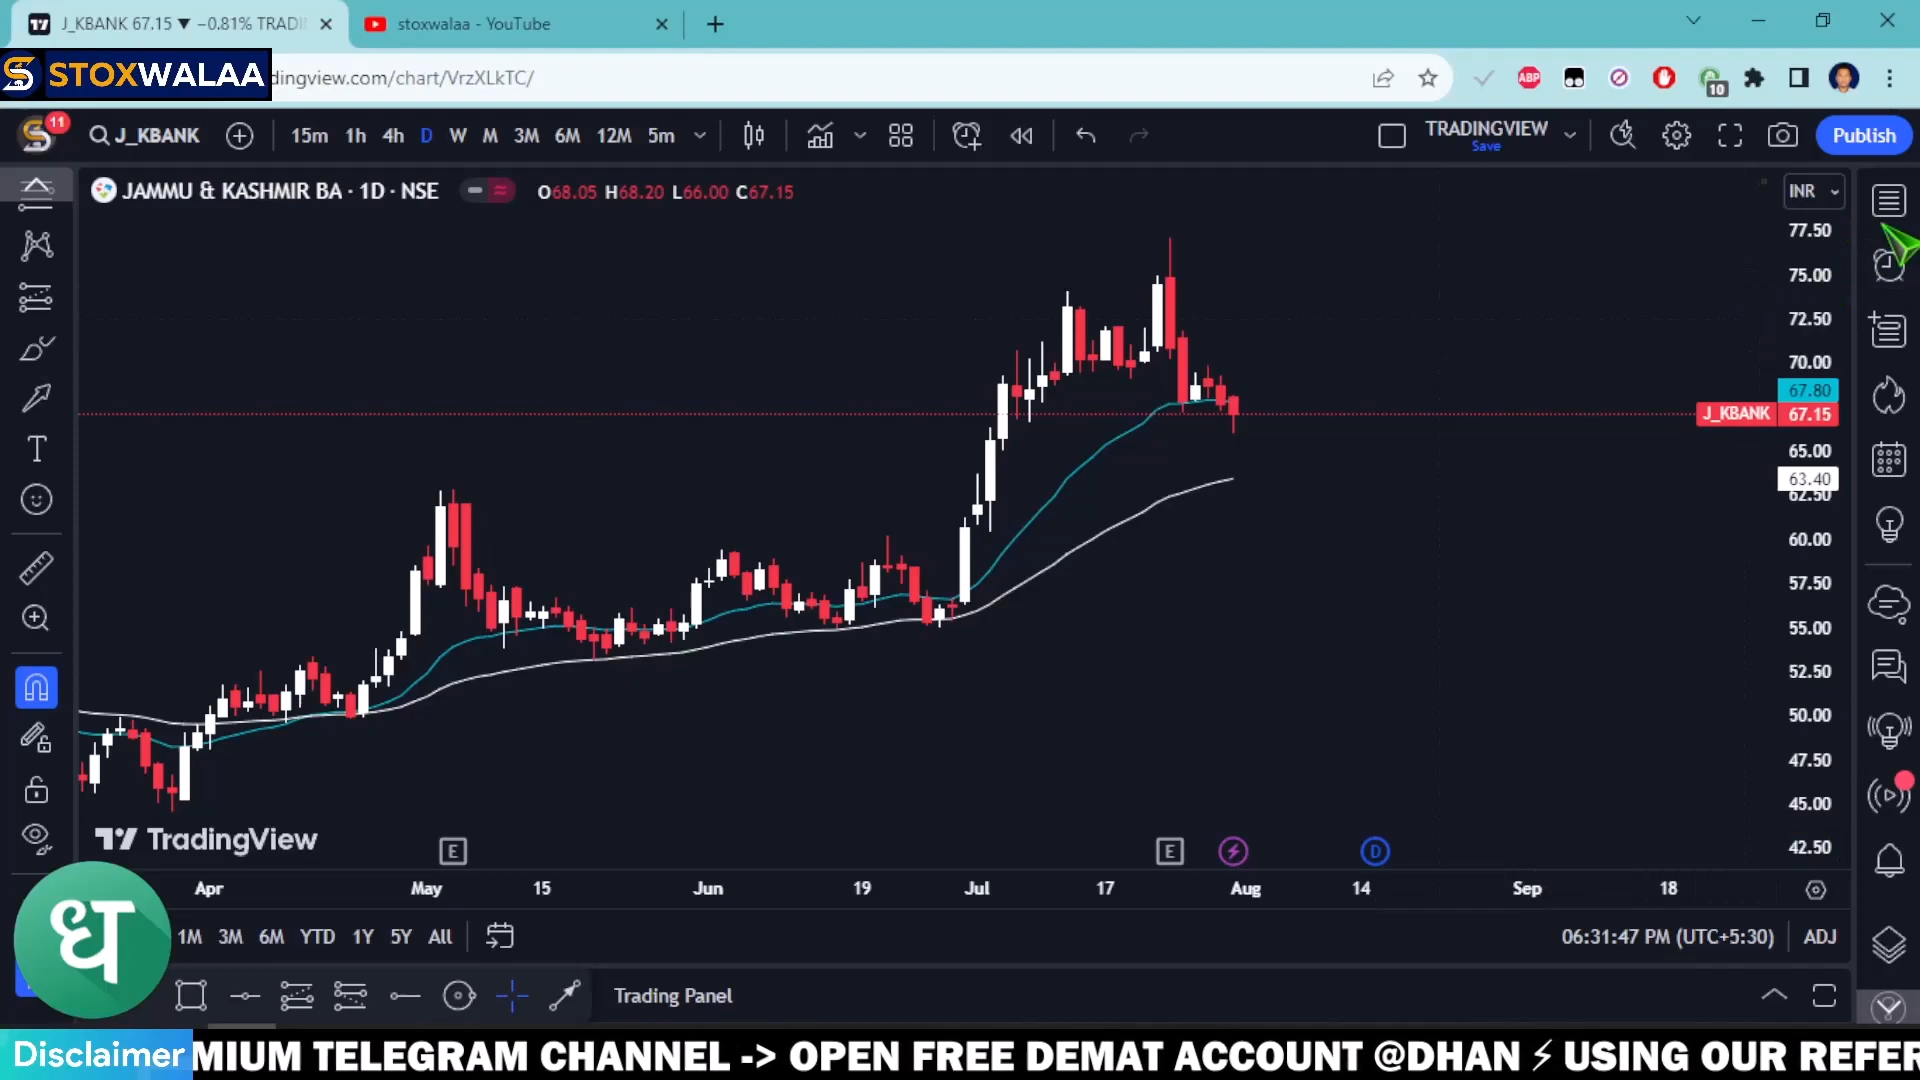 J_KBANK 67.15 ▼ −0.81% TRADI
stoxwalaa - YouTube
STOXWALAA
dingview.com/chart/VrzXLkTC/
ABP
10
11
J_KBANK
15m 1h 4h D W M 3M 6M 12M 5m
TRADINGVIEW
Save
Publish
JAMMU & KASHMIR BA · 1D · NSE
O68.05 H68.20 L66.00 C67.15
INR
77.50
75.00
72.50
70.00
67.80
J_KBANK 67.15
65.00
63.40
62.50
60.00
57.50
55.00
52.50
50.00
47.50
45.00
42.50
TradingView
E E D
Apr May 15 Jun 19 Jul 17 Aug 14 Sep 18
ध
1M 3M 6M YTD 1Y 5Y All
06:31:47 PM (UTC+5:30) ADJ
Trading Panel
Disclaimer MIUM TELEGRAM CHANNEL -> OPEN FREE DEMAT ACCOUNT @DHAN ⚡ USING OUR REFER